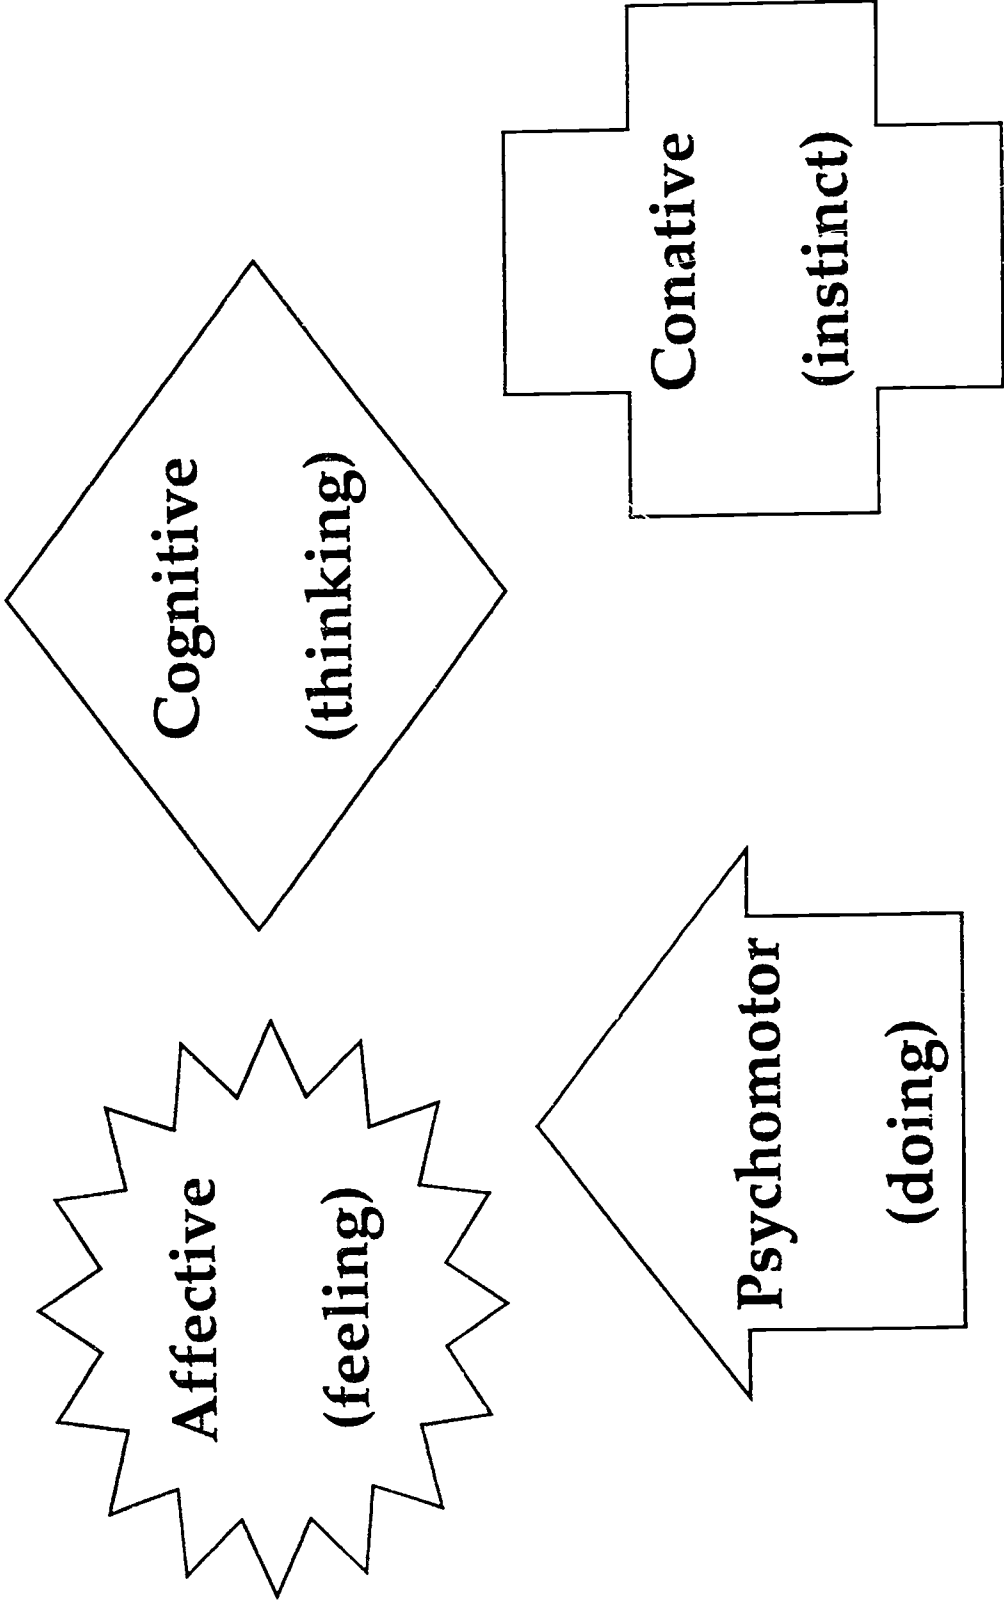 Affective
(feeling)
Cognitive
(thinking)
Psychomotor
(doing)
Conative
(instinct)